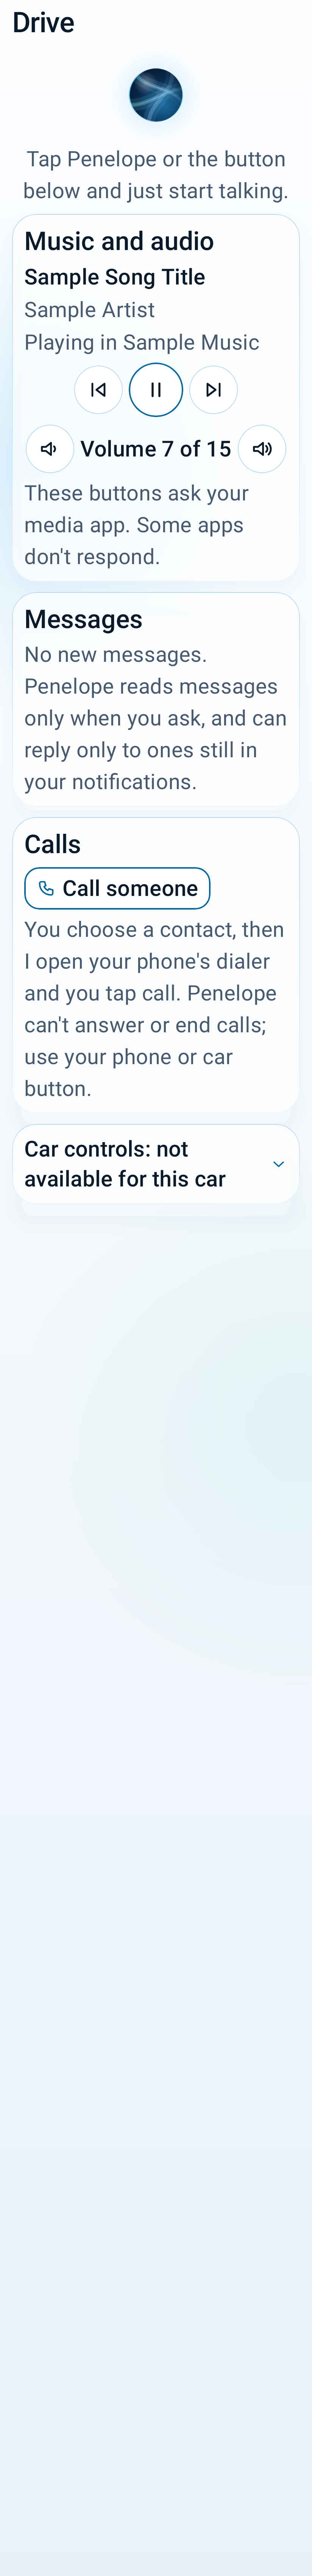 Drive
Tap Penelope or the button
below and just start talking.
Music and audio
Sample Song Title
Sample Artist
Playing in Sample Music
Volume 7 of 15
These buttons ask your
media app. Some apps
don't respond.
Messages
No new messages.
Penelope reads messages
only when you ask, and can
reply only to ones still in
your notifications.
Calls
Call someone
You choose a contact, then
I open your phone's dialer
and you tap call. Penelope
can't answer or end calls;
use your phone or car
button.
Car controls: not
available for this car